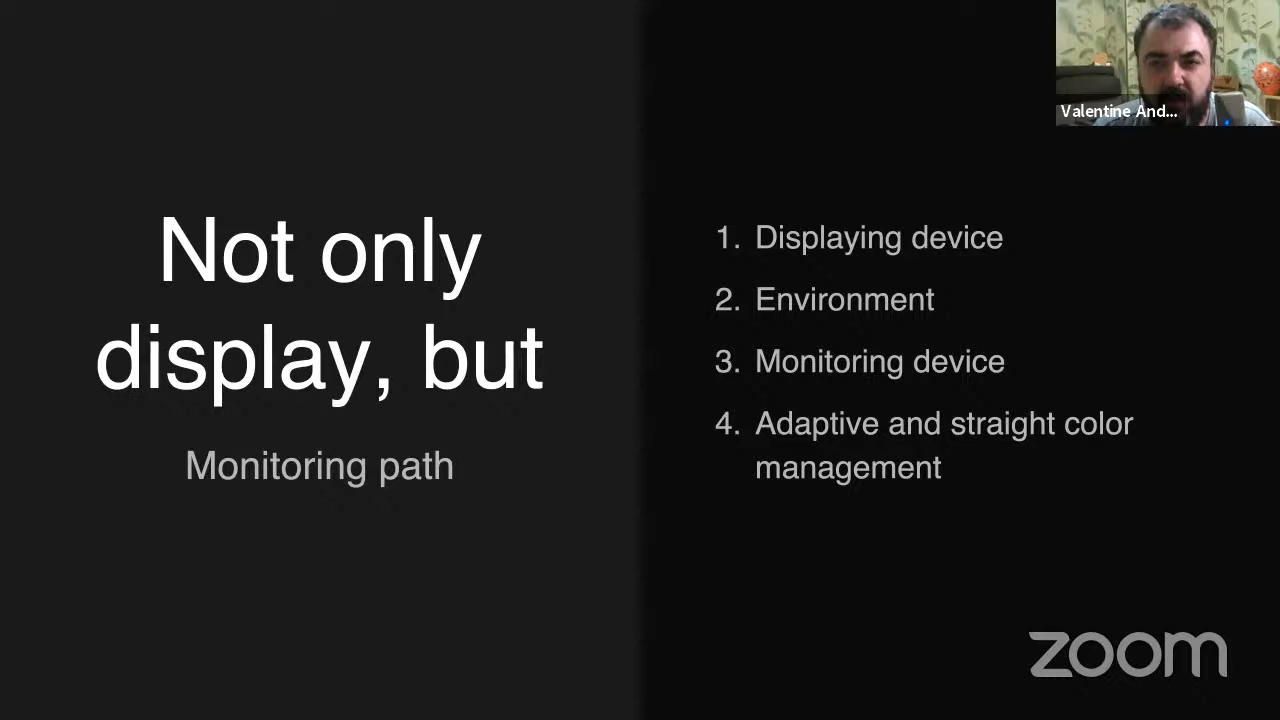 Not only
display, but
Monitoring path
1. Displaying device
2. Environment
3. Monitoring device
4. Adaptive and straight color
management
Valentine And...
zoom